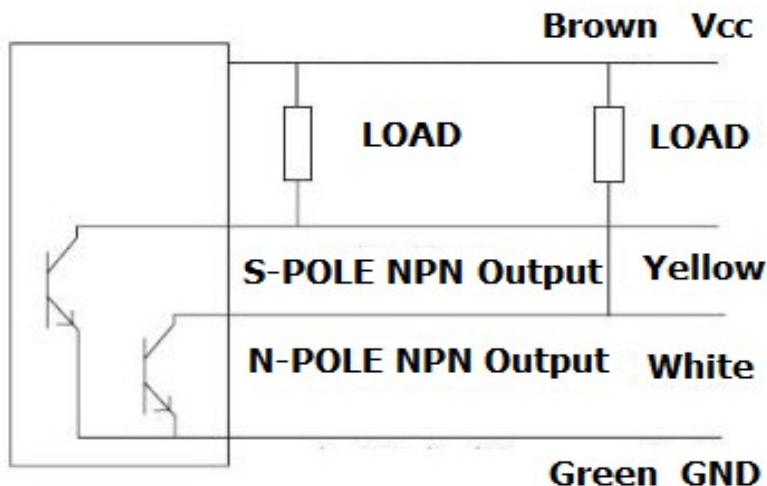 Brown Vcc
LOAD
LOAD
S-POLE NPN Output
Yellow
N-POLE NPN Output
White
Green GND